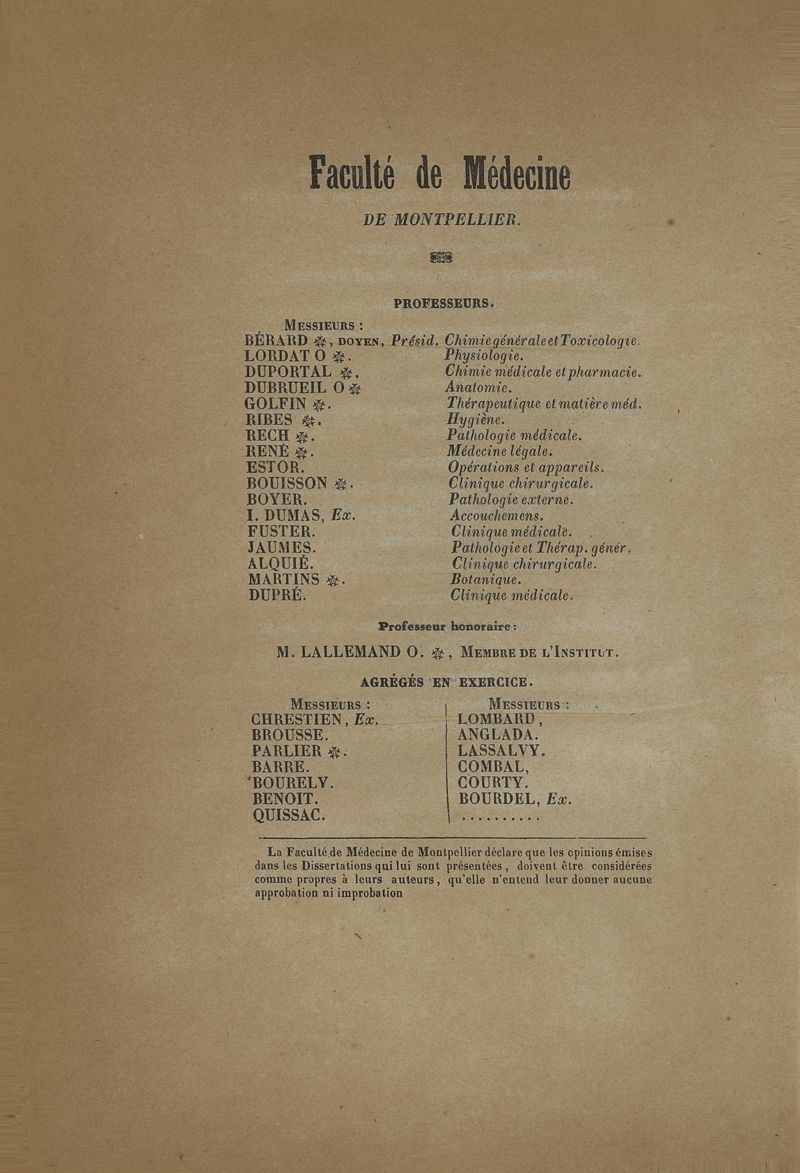 Faculté de Médecine
DE MONTPELLIER.
PROFESSEURS.
MESSIEURS :
BÉRARD ✠, DOYEN, Présid. Chimie générale et Toxicologie.
LORDAT O ✠. Physiologie.
DUPORTAL ✠. Chimie médicale et pharmacie.
DUBRUEIL O ✠ Anatomie.
GOLFIN ✠. Thérapeutique et matière méd.
RIBES ✠. Hygiène.
RECH ✠. Pathologie médicale.
RENÉ ✠. Médecine légale.
ESTOR. Opérations et appareils.
BOUISSON ✠. Clinique chirurgicale.
BOYER. Pathologie externe.
I. DUMAS, Ex. Accouchemens.
FUSTER. Clinique médicale.
JAUMES. Pathologie et Thérap. génér.
ALQUIÉ. Clinique chirurgicale.
MARTINS ✠. Botanique.
DUPRÉ. Clinique médicale.
Professeur honoraire :
M. LALLEMAND O. ✠, MEMBRE DE L'INSTITUT.
AGRÉGÉS EN EXERCICE.
MESSIEURS :
CHRESTIEN, Ex.
BROUSSE.
PARLIER ✠.
BARRE.
BOURELY.
BENOIT.
QUISSAC.
MESSIEURS :
LOMBARD,
ANGLADA.
LASSALVY.
COMBAL,
COURTY.
BOURDEL, Ex.
..........
La Faculté de Médecine de Montpellier déclare que les opinions émises
dans les Dissertations qui lui sont présentées, doivent être considérées
comme propres à leurs auteurs, qu'elle n'entend leur donner aucune
approbation ni improbation